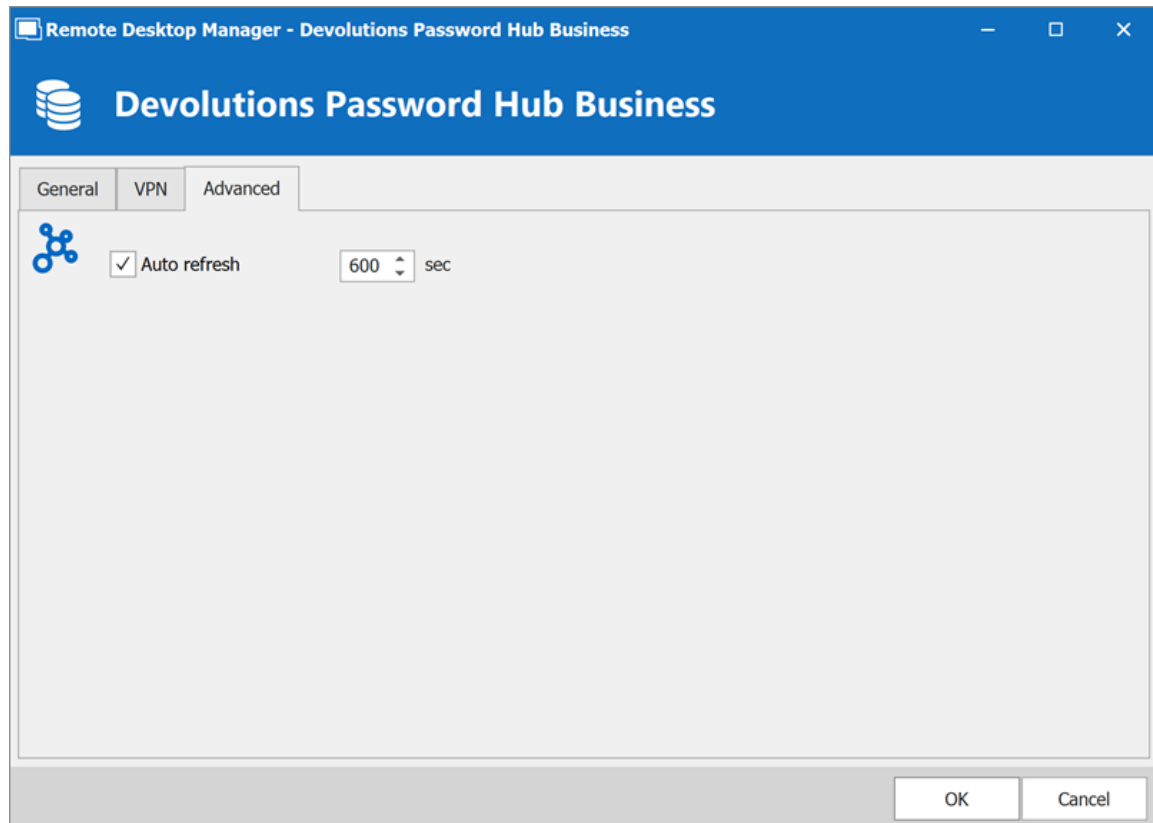 Remote Desktop Manager - Devolutions Password Hub Business
Devolutions Password Hub Business
General VPN Advanced
Auto refresh 600 sec
OK Cancel